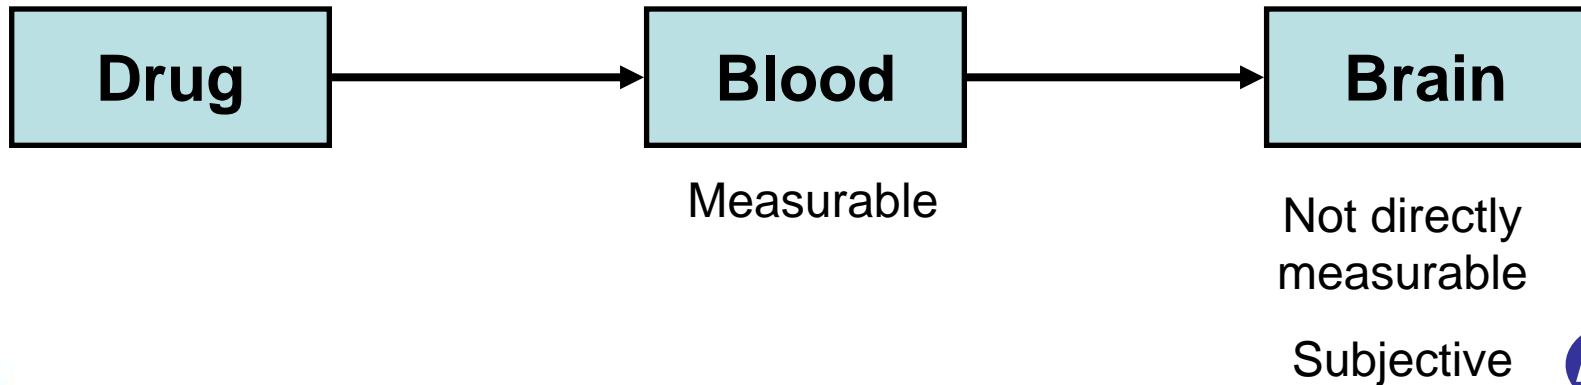 Drug
Blood
Brain
Measurable
Not directly
measurable
Subjective